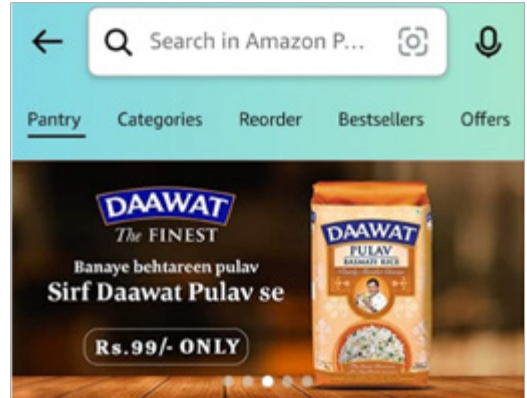 Search in Amazon P...
Pantry Categories Reorder Bestsellers Offers
DAAWAT
The FINEST
Banaye behtareen pulav
Sirf Daawat Pulav se
Rs.99/- ONLY
DAAWAT
PULAV
BASMATI RICE